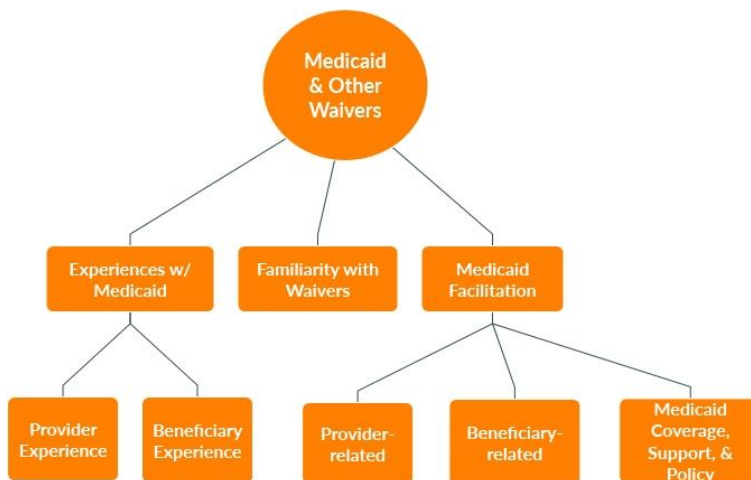 Medicaid
& Other
Waivers
Experiences w/
Medicaid
Familiarity with
Waivers
Medicaid
Facilitation
Provider
Experience
Beneficiary
Experience
Provider-
related
Beneficiary-
related
Medicaid
Coverage,
Support, &
Policy